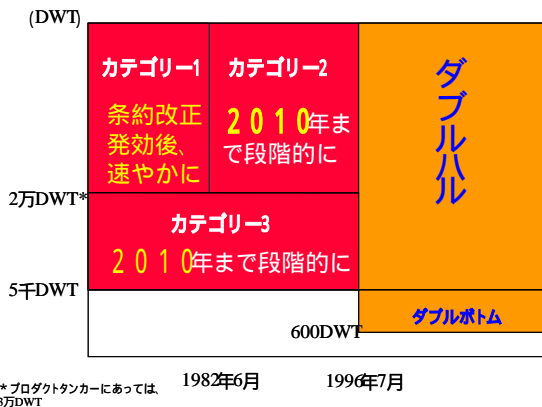 (DWT)
カテゴリー1
カテゴリー2
ダブルハル
条約改正
発効後、
速やかに
2010年ま
で段階的に
2万DWT*
カテゴリー3
2010年まで段階的に
5千DWT
ダブルボトム
600DWT
1982年6月
1996年7月
* プロダクトタンカーにあっては、
3万DWT